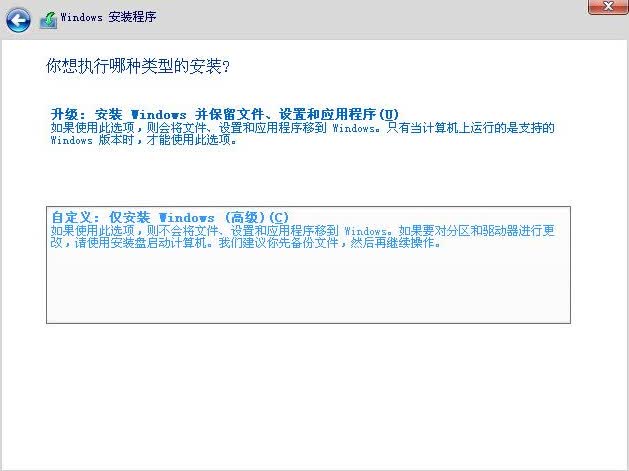 Windows 安装程序
你想执行哪种类型的安装?
升级: 安装 Windows 并保留文件、设置和应用程序(U)
如果使用此选项，则会将文件、设置和应用程序移到 Windows。只有当计算机上运行的是支持的
Windows 版本时，才能使用此选项。
自定义: 仅安装 Windows (高级)(C)
如果使用此选项，则不会将文件、设置和应用程序移到 Windows。如果要对分区和驱动器进行更
改，请使用安装盘启动计算机。我们建议你先备份文件，然后再继续操作。